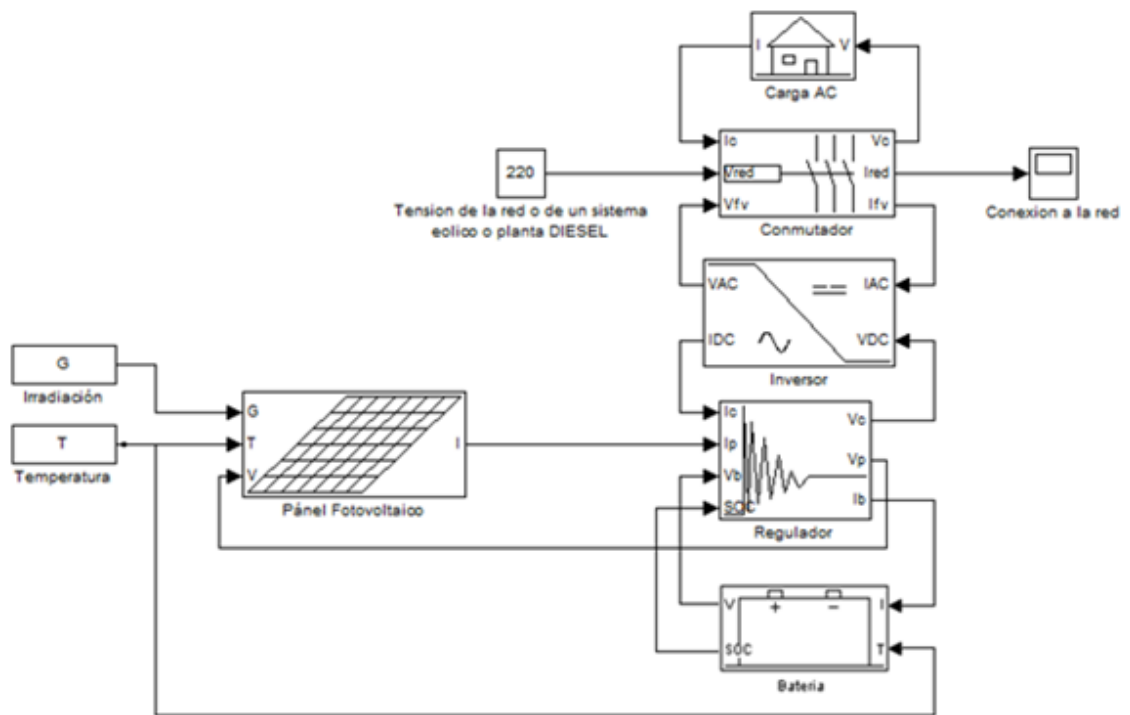 I V
Carga AC
Ic Vc
220
Vred Ired
Vfv Ifv
Tension de la red o de un sistema
eolico o planta DIESEL
Conmutador
Conexion a la red
VAC IAC
IDC VDC
Inversor
G
Irradiación
T
Temperatura
G
T I
V
Pánel Fotovoltaico
Ic Vc
Ip Vp
Vb Ib
SOC
Regulador
V + - I
SOC T
Bateria